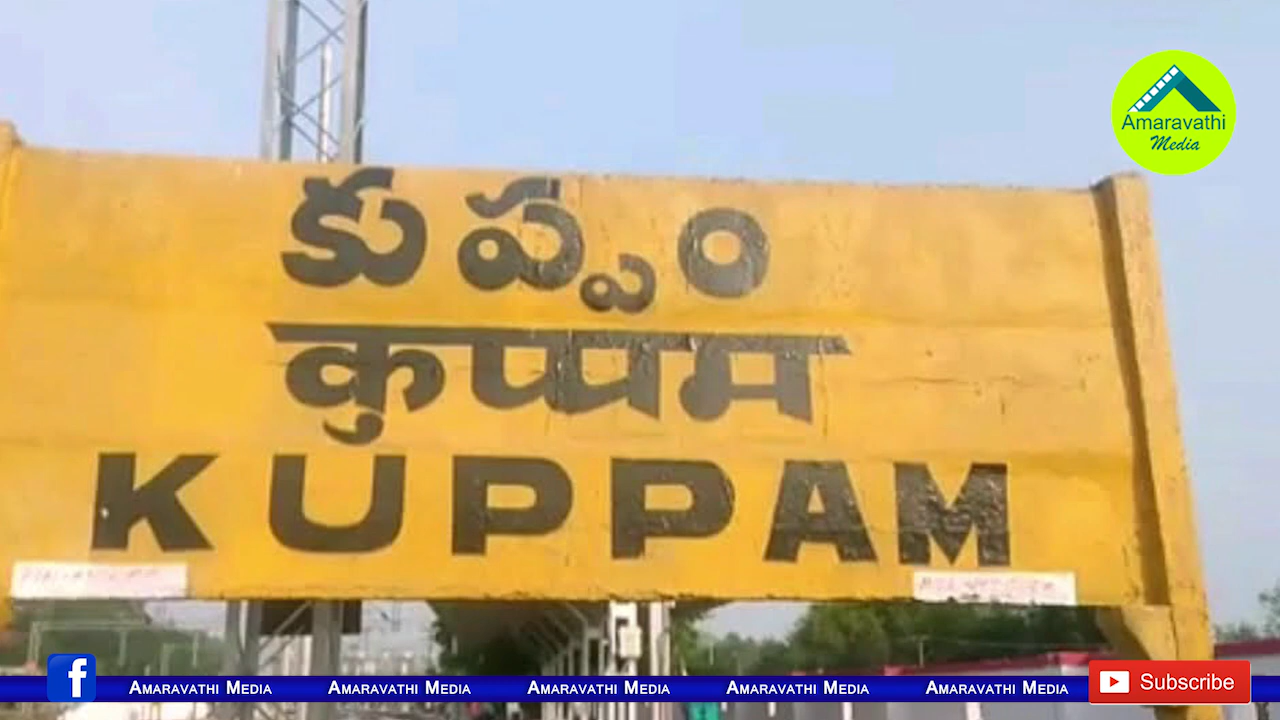 Amaravathi
Media
కుప్పం
कुप्पम
KUPPAM
f Amaravathi Media Amaravathi Media Amaravathi Media Amaravathi Media Amaravathi Media Subscribe